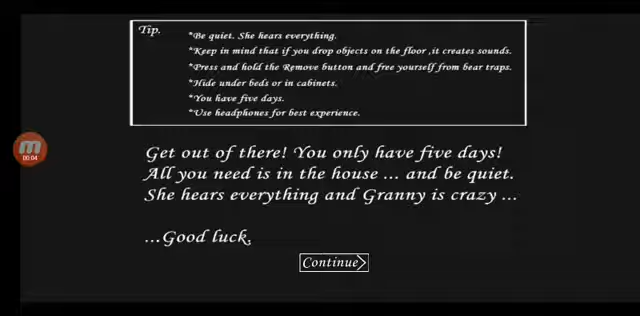 Tip.
*Be quiet. She hears everything.
*Keep in mind that if you drop objects on the floor ,it creates sounds.
*Press and hold the Remove button and free yourself from bear traps.
*Hide under beds or in cabinets.
*You have five days.
*Use headphones for best experience.
00:04
Get out of there! You only have five days!
All you need is in the house ... and be quiet.
She hears everything and Granny is crazy ...
...Good luck.
Continue